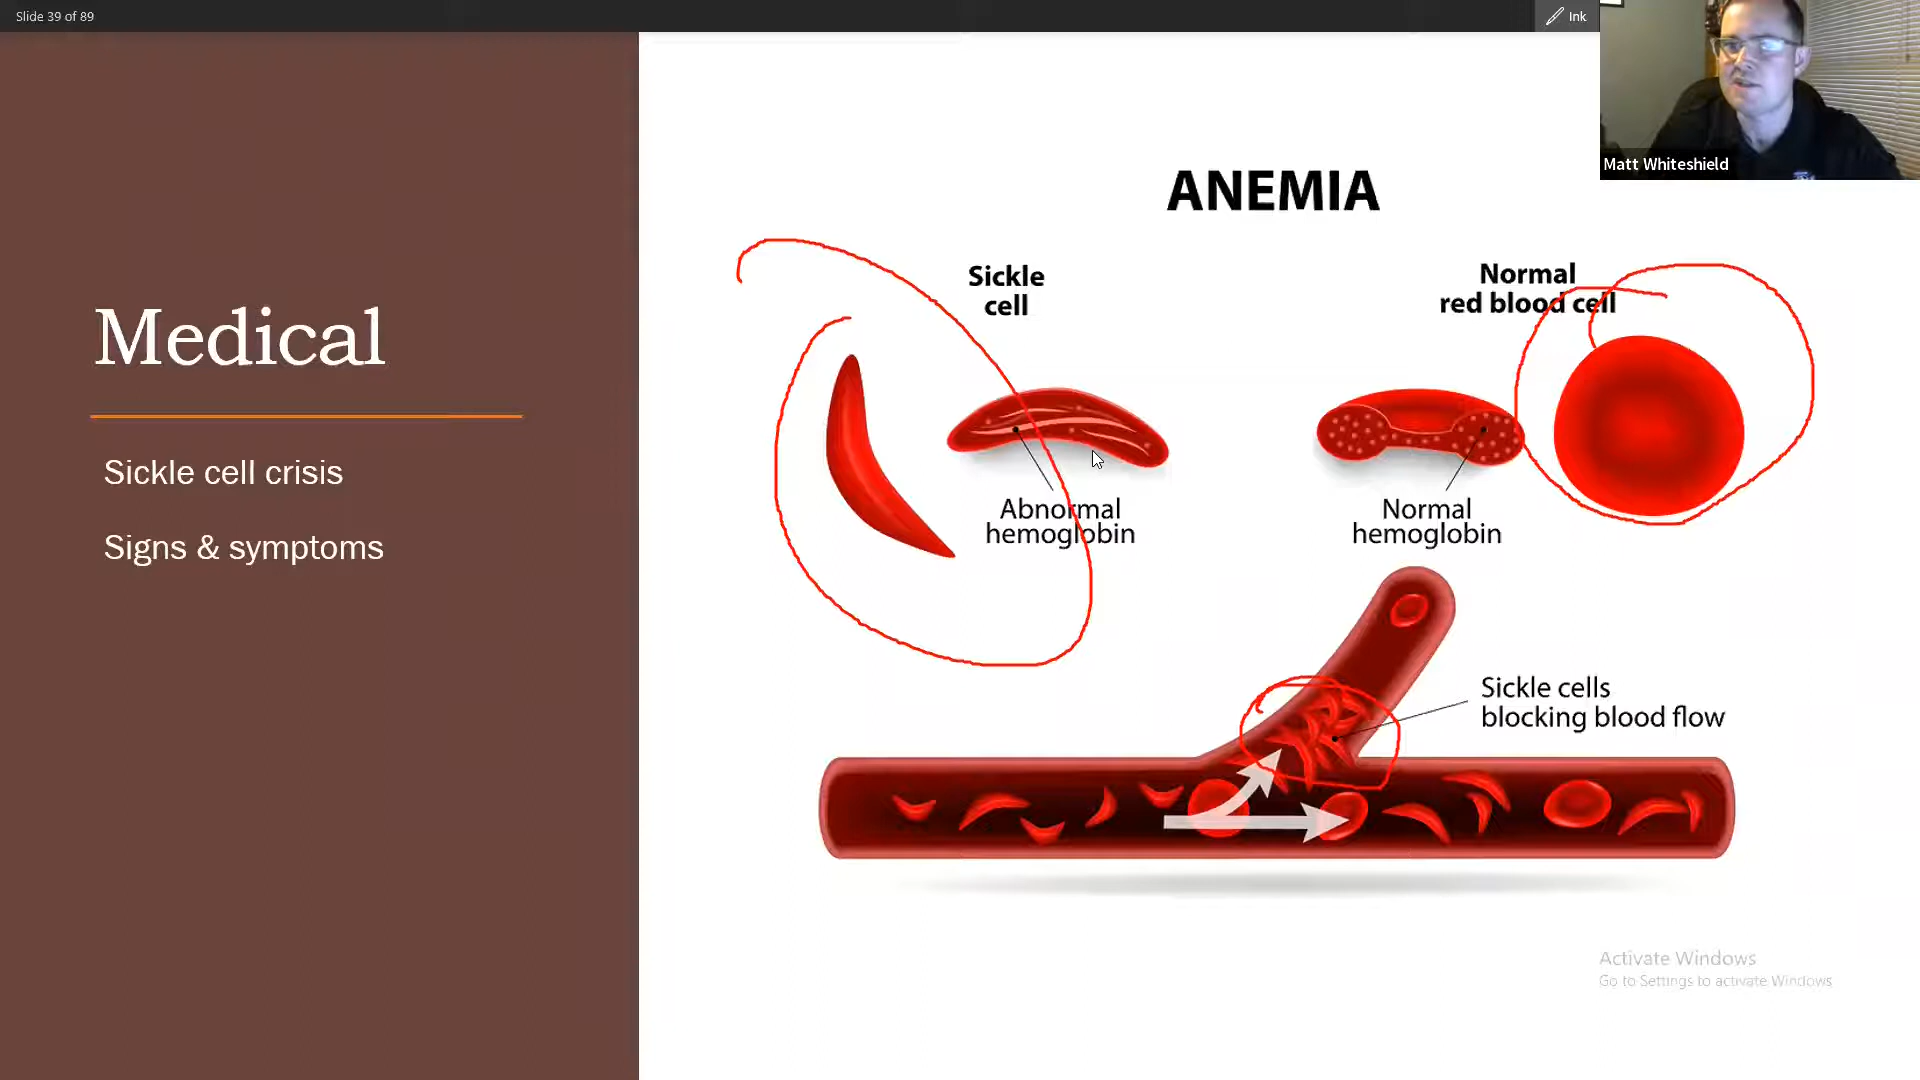 Slide 39 of 89
Ink
Matt Whiteshield
Medical
Sickle cell crisis
Signs & symptoms
ANEMIA
Sickle
cell
Normal
red blood cell
Abnormal
hemoglobin
Normal
hemoglobin
Sickle cells
blocking blood flow
Activate Windows
Go to Settings to activate Windows